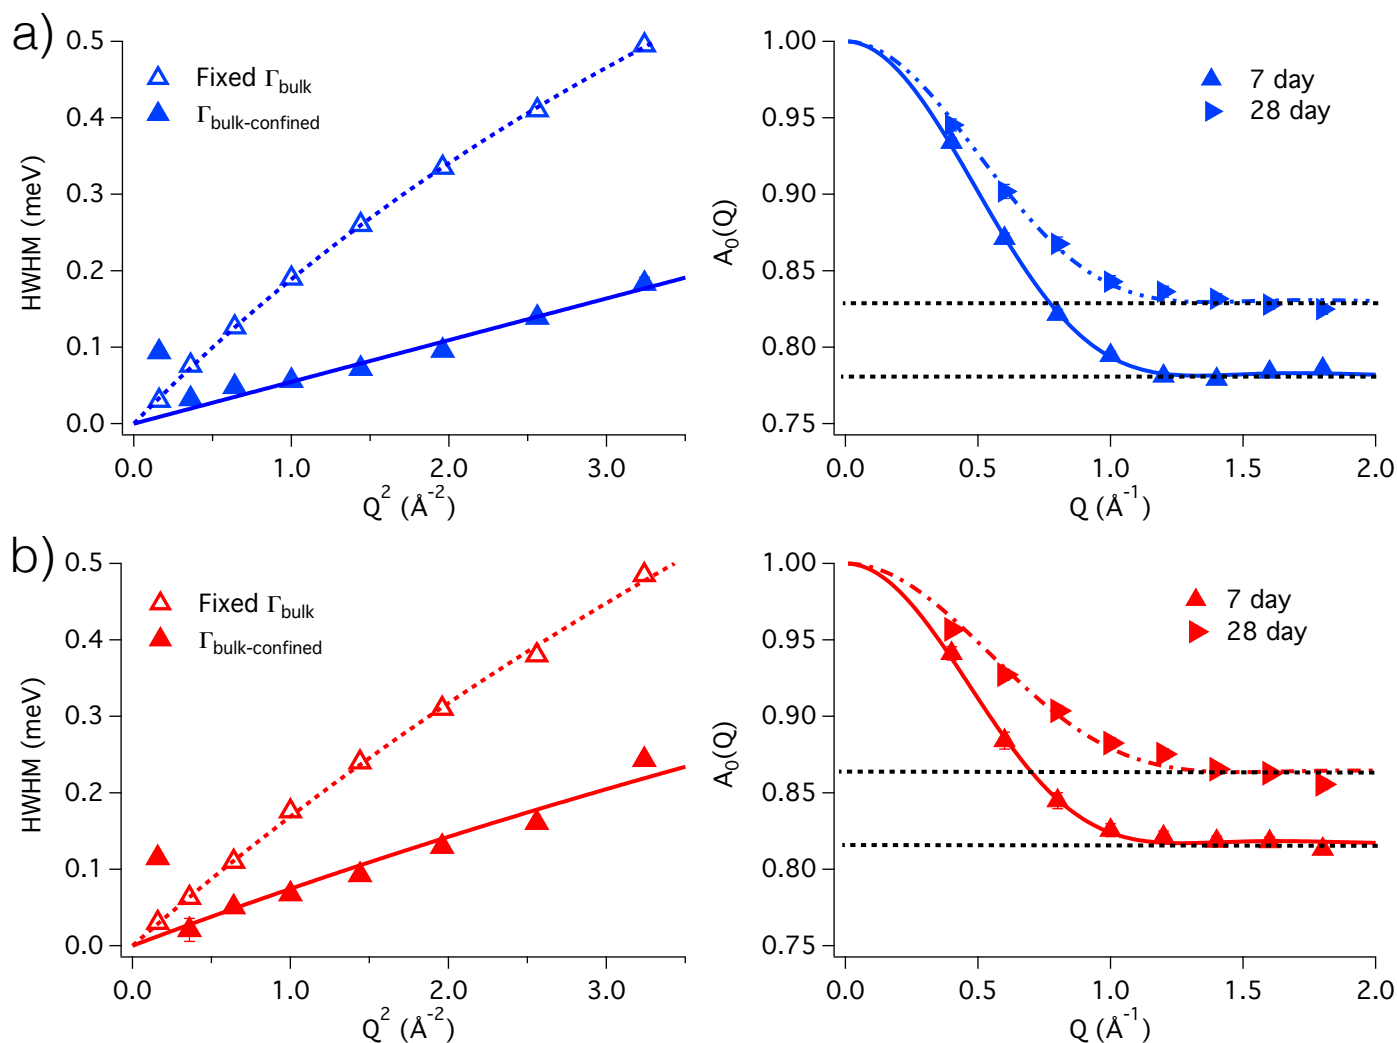 a)
0.5
0.4
0.3
0.2
0.1
0.0
HWHM (meV)
Fixed Γbulk
Γbulk-confined
0.0 1.0 2.0 3.0
Q² (Å⁻²)
1.00
0.95
0.90
0.85
0.80
0.75
A₀(Q)
7 day
28 day
0.0 0.5 1.0 1.5 2.0
Q (Å⁻¹)
b)
0.5
0.4
0.3
0.2
0.1
0.0
HWHM (meV)
Fixed Γbulk
Γbulk-confined
0.0 1.0 2.0 3.0
Q² (Å⁻²)
1.00
0.95
0.90
0.85
0.80
0.75
A₀(Q)
7 day
28 day
0.0 0.5 1.0 1.5 2.0
Q (Å⁻¹)